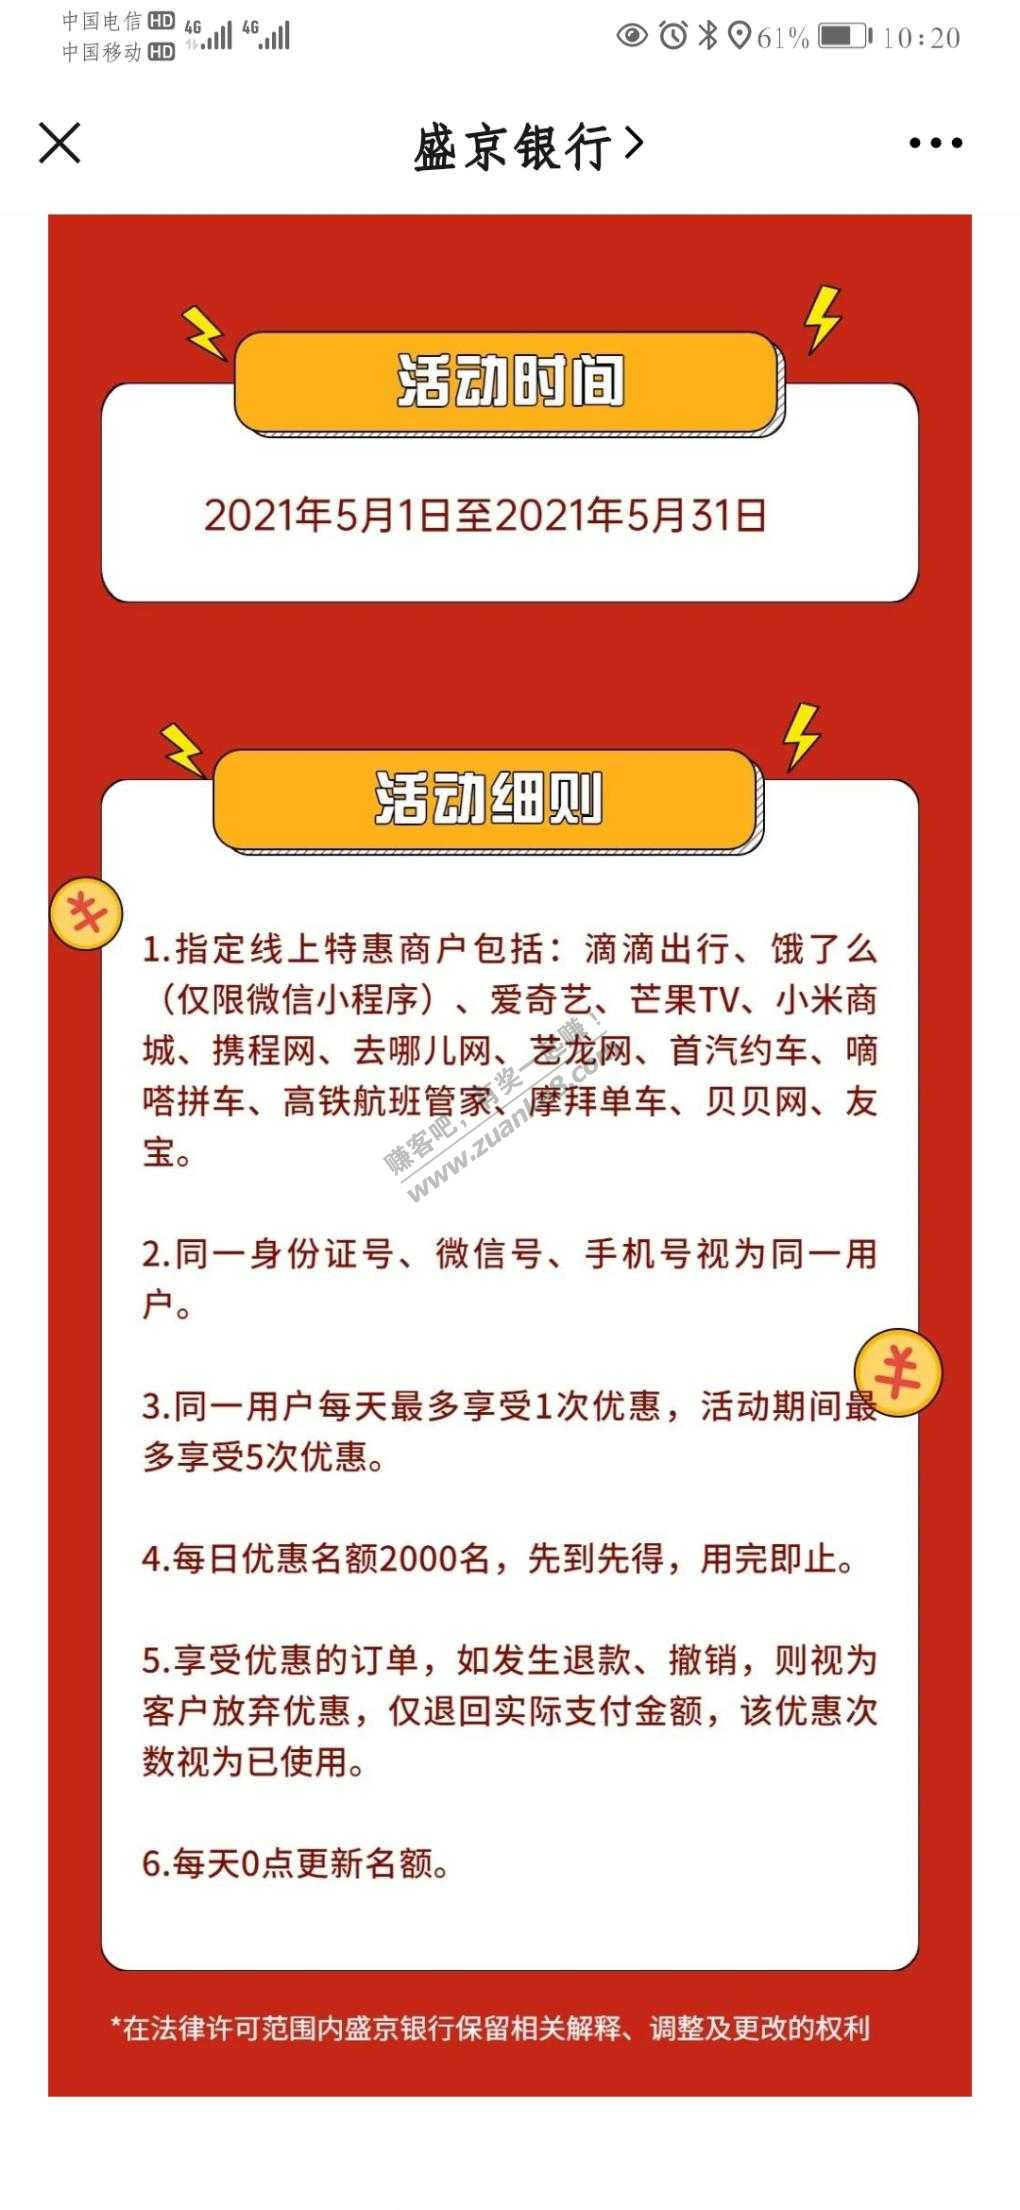 中国电信 HD 4G 4G
中国移动 HD
61% 10:20
盛京银行
活动时间
2021年5月1日至2021年5月31日
活动细则
1.指定线上特惠商户包括：滴滴出行、饿了么
（仅限微信小程序）、爱奇艺、芒果TV、小米商
城、携程网、去哪儿网、艺龙网、首汽约车、嘀
嗒拼车、高铁航班管家、摩拜单车、贝贝网、友
宝。
赚客吧，有奖一起赚！
www.zuanke8.com
2.同一身份证号、微信号、手机号视为同一用
户。
3.同一用户每天最多享受1次优惠，活动期间最
多享受5次优惠。
4.每日优惠名额2000名，先到先得，用完即止。
5.享受优惠的订单，如发生退款、撤销，则视为
客户放弃优惠，仅退回实际支付金额，该优惠次
数视为已使用。
6.每天0点更新名额。
*在法律许可范围内盛京银行保留相关解释、调整及更改的权利